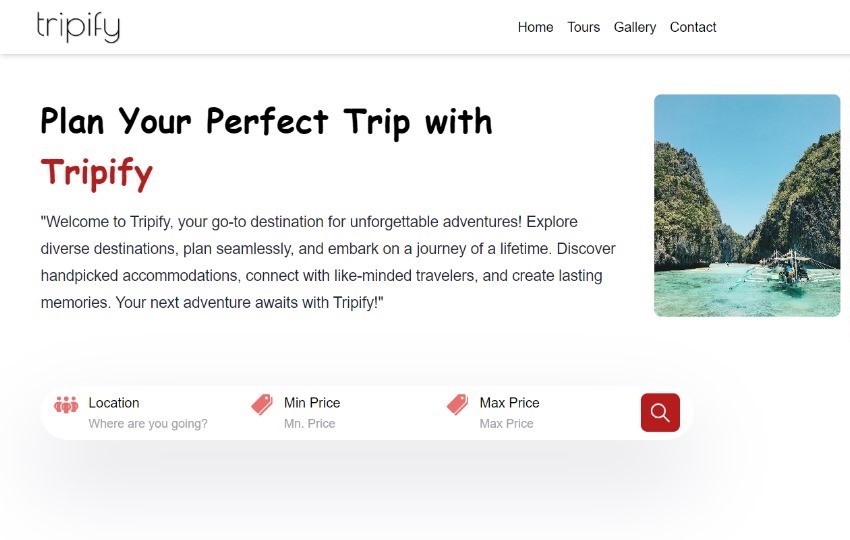 tripify
Home Tours Gallery Contact
Plan Your Perfect Trip with
Tripify
"Welcome to Tripify, your go-to destination for unforgettable adventures! Explore
diverse destinations, plan seamlessly, and embark on a journey of a lifetime. Discover
handpicked accommodations, connect with like-minded travelers, and create lasting
memories. Your next adventure awaits with Tripify!"
Location Min Price Max Price
Where are you going? Mn. Price Max Price